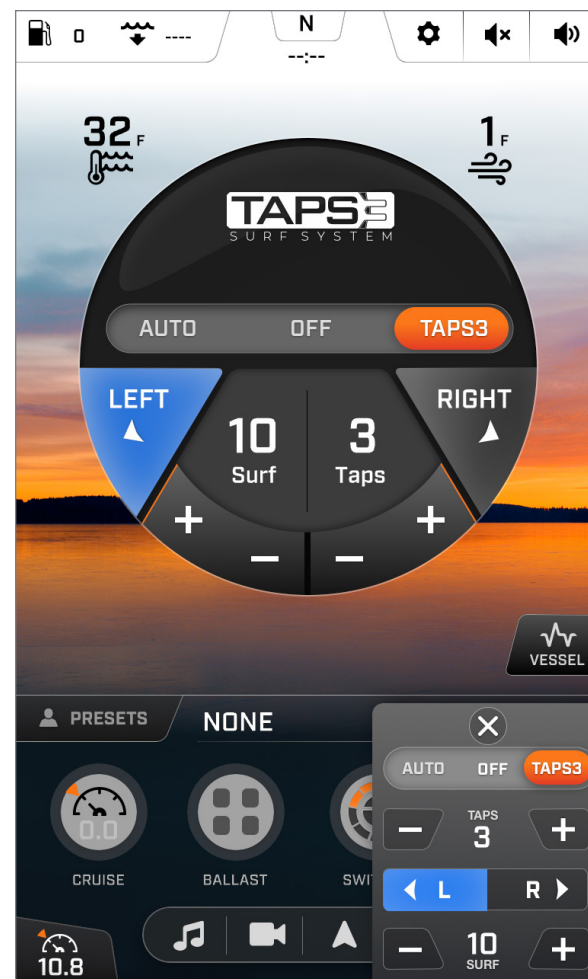 0
----
N
--:--
32 F
1 F
TAPS3
SURF SYSTEM
AUTO OFF TAPS3
LEFT
RIGHT
10
Surf
3
Taps
+ − − +
VESSEL
PRESETS
NONE
0.0
CRUISE
BALLAST
SWI
10.8
AUTO OFF TAPS3
TAPS
− 3 +
L R
− 10 +
SURF